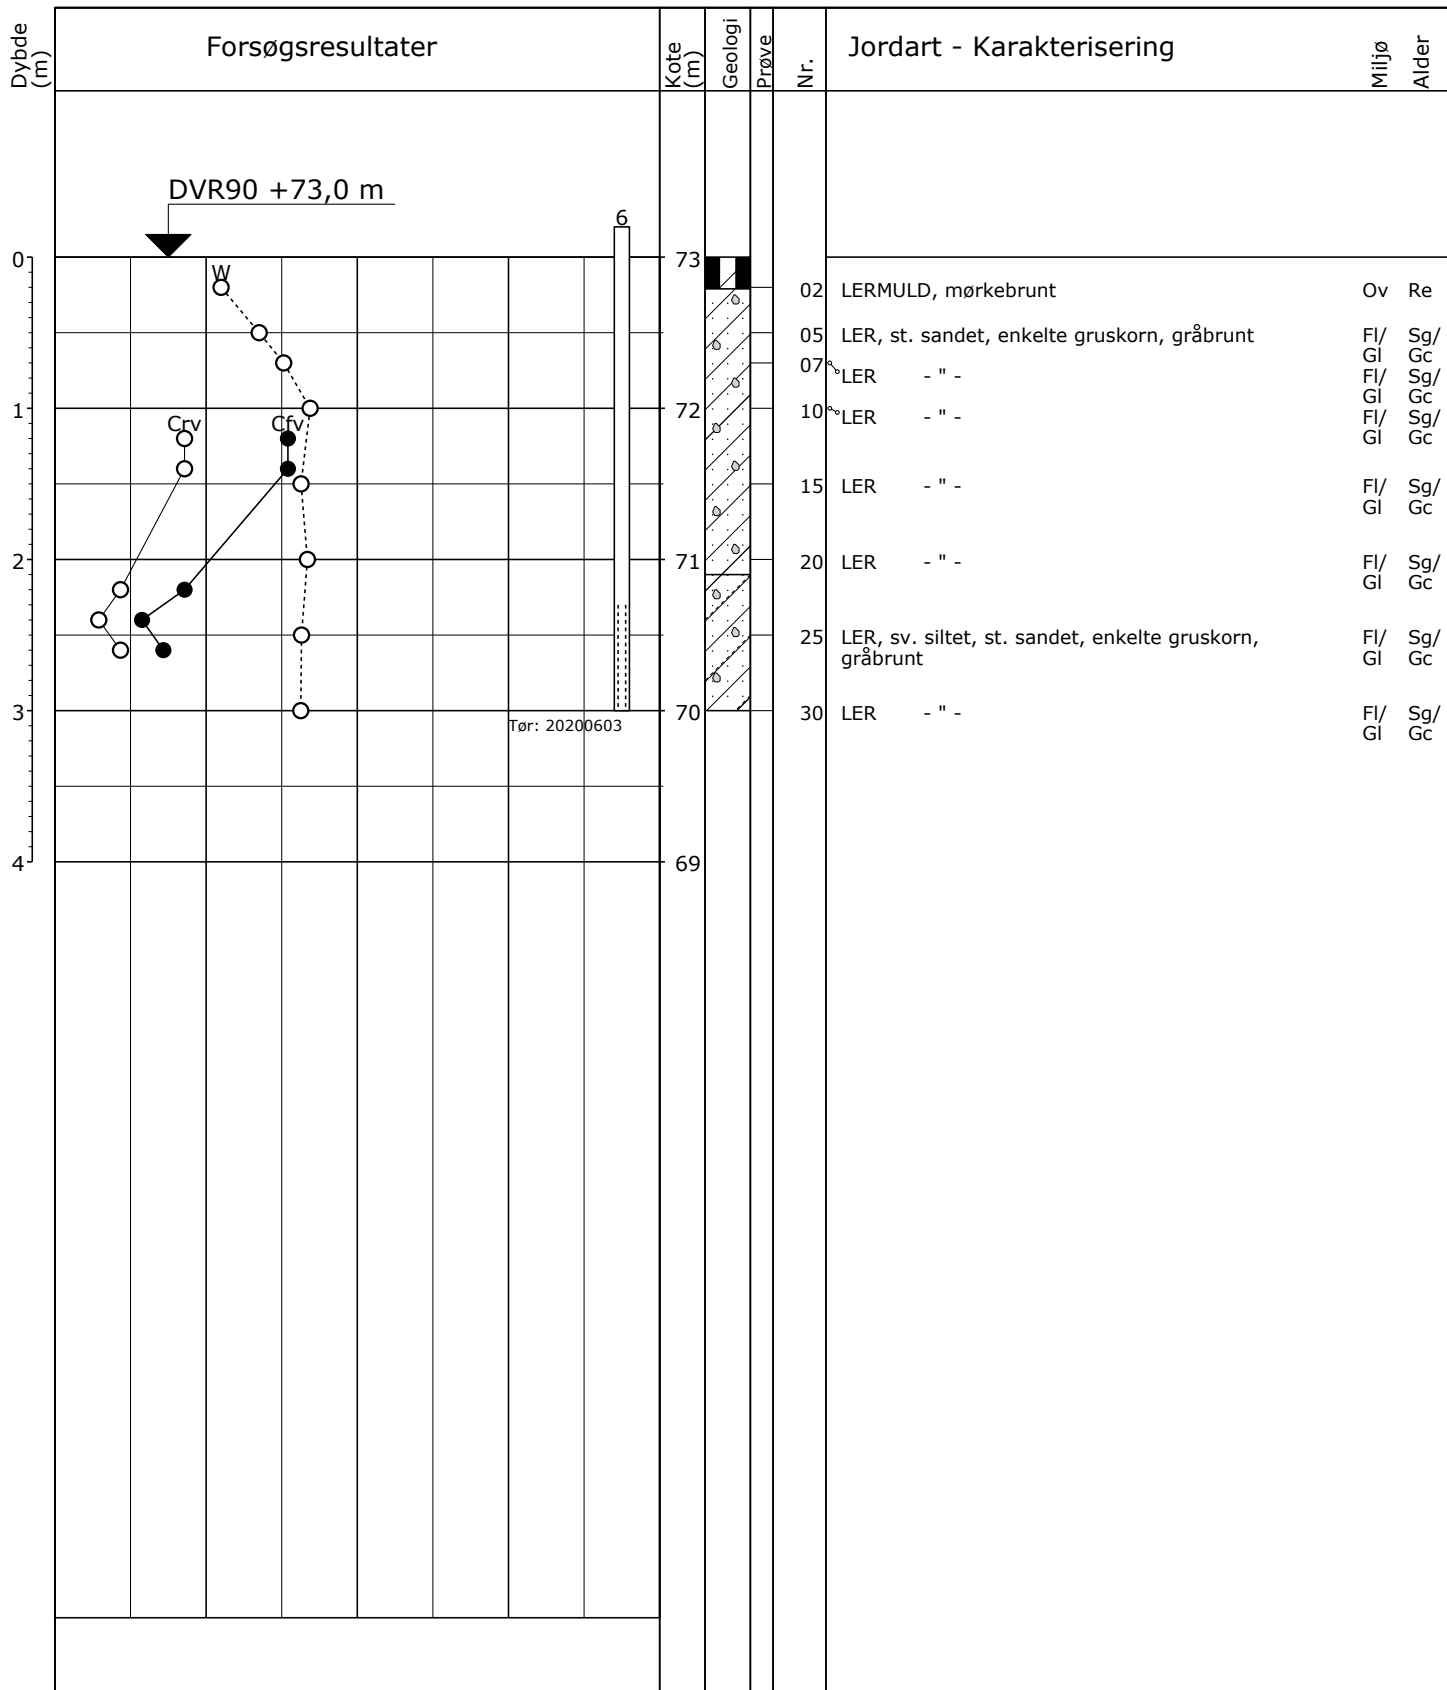 Dybde (m)
Forsøgsresultater
Kote (m)
Geologi
Prøve
Nr.
Jordart - Karakterisering
Miljø
Alder
DVR90 +73,0 m
6
0
W
73
02 LERMULD, mørkebrunt Ov Re
05 LER, st. sandet, enkelte gruskorn, gråbrunt Fl/ Sg/
Gl Gc
07 LER - " - Fl/ Sg/
Gl Gc
1
72
10 LER - " - Fl/ Sg/
Gl Gc
Crv
Cfv
15 LER - " - Fl/ Sg/
Gl Gc
2
71
20 LER - " - Fl/ Sg/
Gl Gc
25 LER, sv. siltet, st. sandet, enkelte gruskorn, Fl/ Sg/
gråbrunt Gl Gc
3
70
30 LER - " - Fl/ Sg/
Gl Gc
Tør: 20200603
4
69